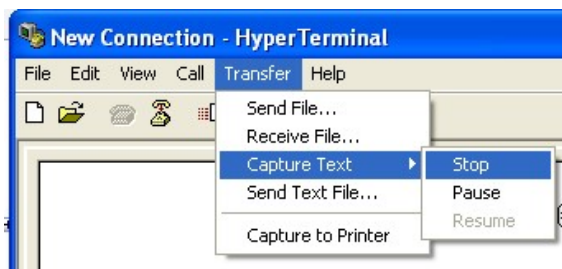 New Connection - HyperTerminal
File Edit View Call Transfer Help
Send File...
Receive File...
Capture Text
Stop
Send Text File...
Pause
Resume
Capture to Printer